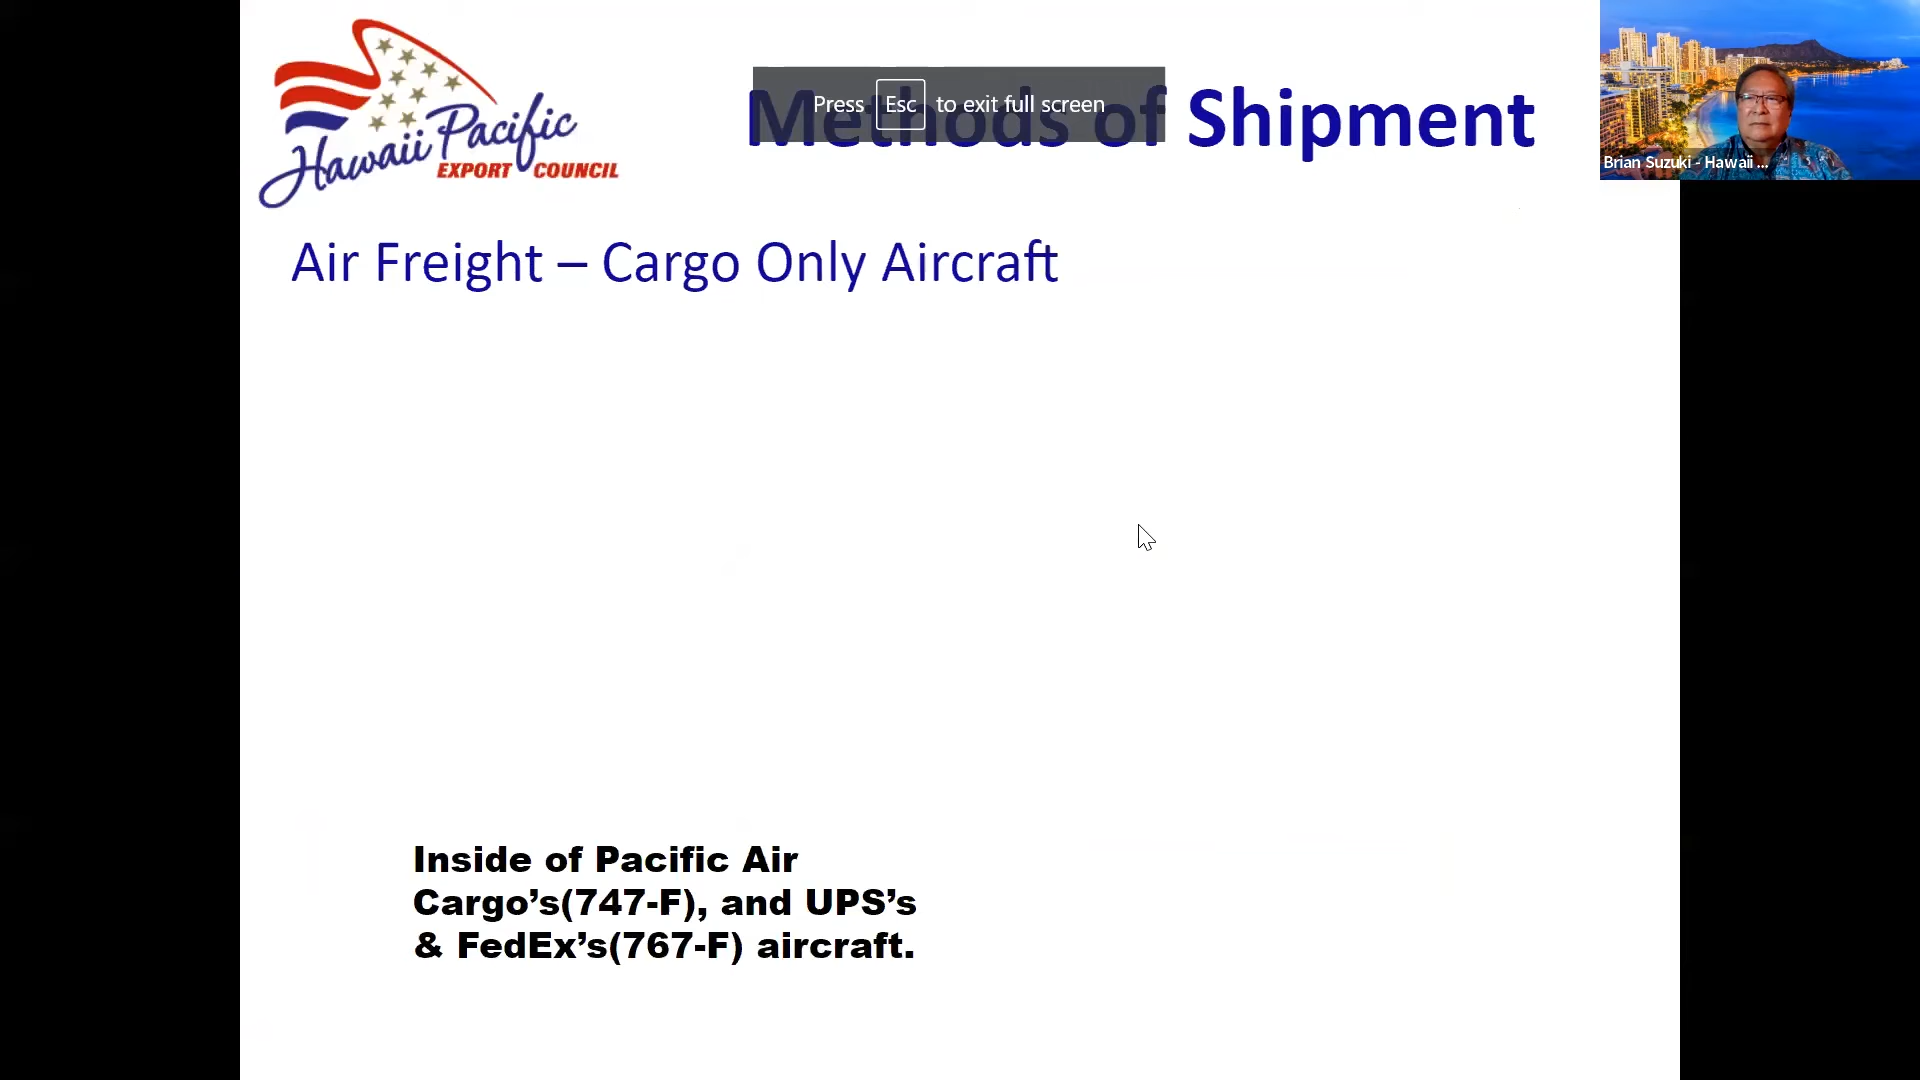 Hawaii Pacific
EXPORT COUNCIL
Methods of Shipment
Press Esc to exit full screen
Brian Suzuki - Hawaii ...
Air Freight – Cargo Only Aircraft
Inside of Pacific Air
Cargo’s(747-F), and UPS’s
& FedEx’s(767-F) aircraft.